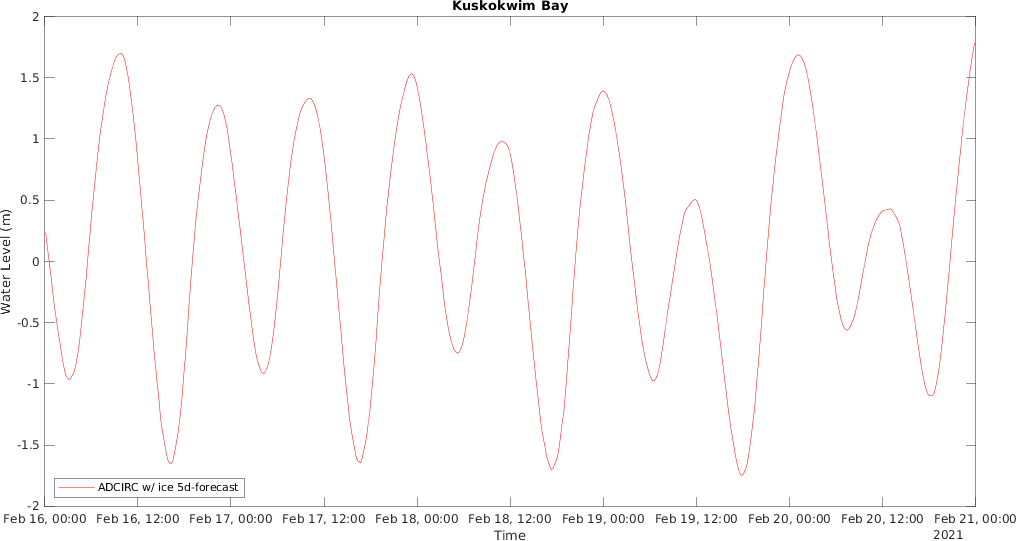 Kuskokwim Bay
2
1.5
1
0.5
0
-0.5
-1
-1.5
-2
Water Level (m)
ADCIRC w/ ice 5d-forecast
Feb 16, 00:00 Feb 16, 12:00 Feb 17, 00:00 Feb 17, 12:00 Feb 18, 00:00 Feb 18, 12:00 Feb 19, 00:00 Feb 19, 12:00 Feb 20, 00:00 Feb 20, 12:00 Feb 21, 00:00
2021
Time